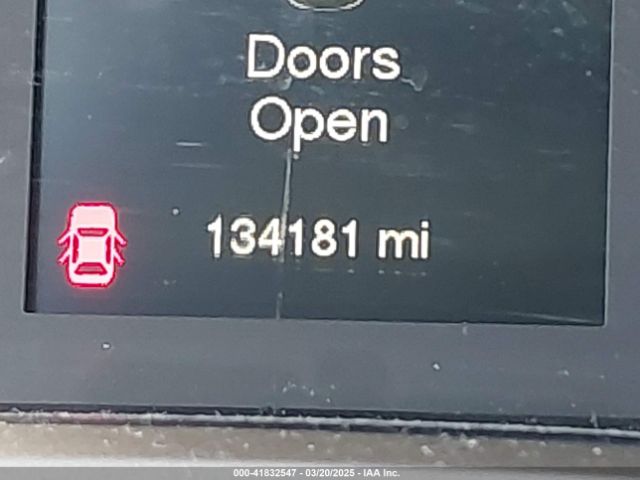 Doors
Open
134181 mi
000-41832547 - 03/20/2025 - IAA Inc.